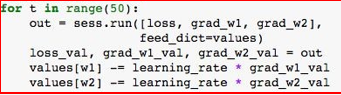 for t in range(50):
    out = sess.run([loss, grad_w1, grad_w2],
                   feed_dict=values)
    loss_val, grad_w1_val, grad_w2_val = out
    values[w1] -= learning_rate * grad_w1_val
    values[w2] -= learning_rate * grad_w2_val